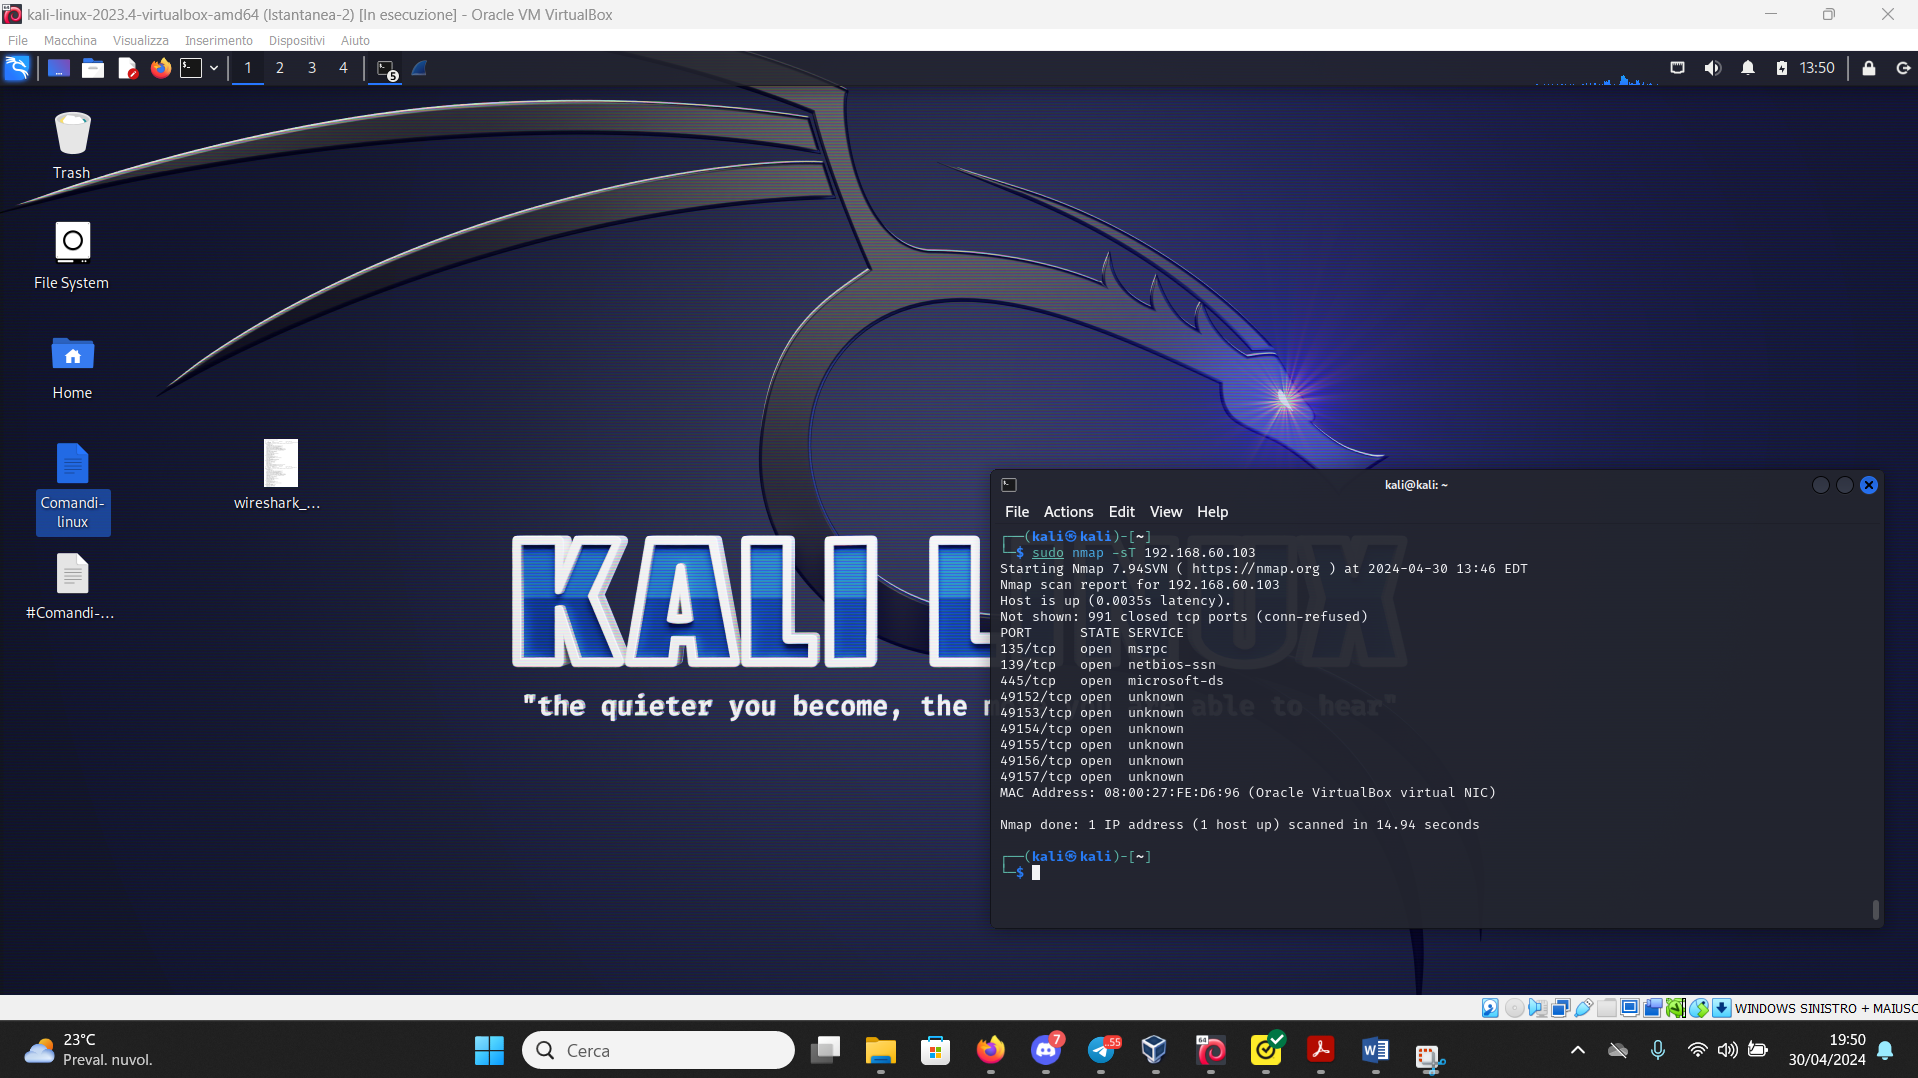 kali-linux-2023.4-virtualbox-amd64 (Istantanea-2) [In esecuzione] - Oracle VM VirtualBox
File Macchina Visualizza Inserimento Dispositivi Aiuto
1 2 3 4 5 13:50
Trash
File System
Home
Comandi-
linux
wireshark_...
#Comandi-...
KALI L
"the quieter you become, the
able to hear"
kali@kali: ~
File Actions Edit View Help
┌──(kali㉿kali)-[~]
└─$ sudo nmap -sT 192.168.60.103
Starting Nmap 7.94SVN ( https://nmap.org ) at 2024-04-30 13:46 EDT
Nmap scan report for 192.168.60.103
Host is up (0.0035s latency).
Not shown: 991 closed tcp ports (conn-refused)
PORT      STATE SERVICE
135/tcp   open  msrpc
139/tcp   open  netbios-ssn
445/tcp   open  microsoft-ds
49152/tcp open  unknown
49153/tcp open  unknown
49154/tcp open  unknown
49155/tcp open  unknown
49156/tcp open  unknown
49157/tcp open  unknown
MAC Address: 08:00:27:FE:D6:96 (Oracle VirtualBox virtual NIC)
Nmap done: 1 IP address (1 host up) scanned in 14.94 seconds
┌──(kali㉿kali)-[~]
└─$
WINDOWS SINISTRO + MAIUSC
23°C
Preval. nuvol.
Cerca
7
.55
64
19:50
30/04/2024